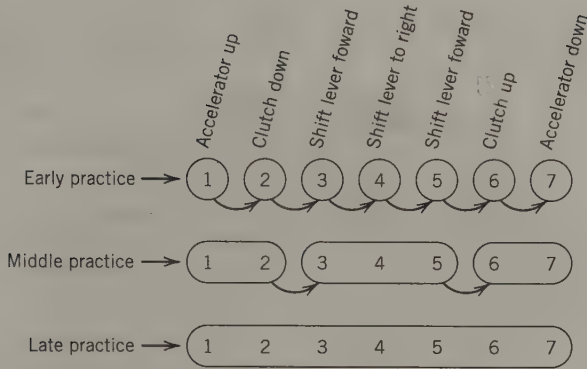 Accelerator up
Clutch down
Shift lever foward
Shift lever to right
Shift lever foward
Clutch up
Accelerator down
Early practice
1 2 3 4 5 6 7
Middle practice
1 2 3 4 5 6 7
Late practice
1 2 3 4 5 6 7